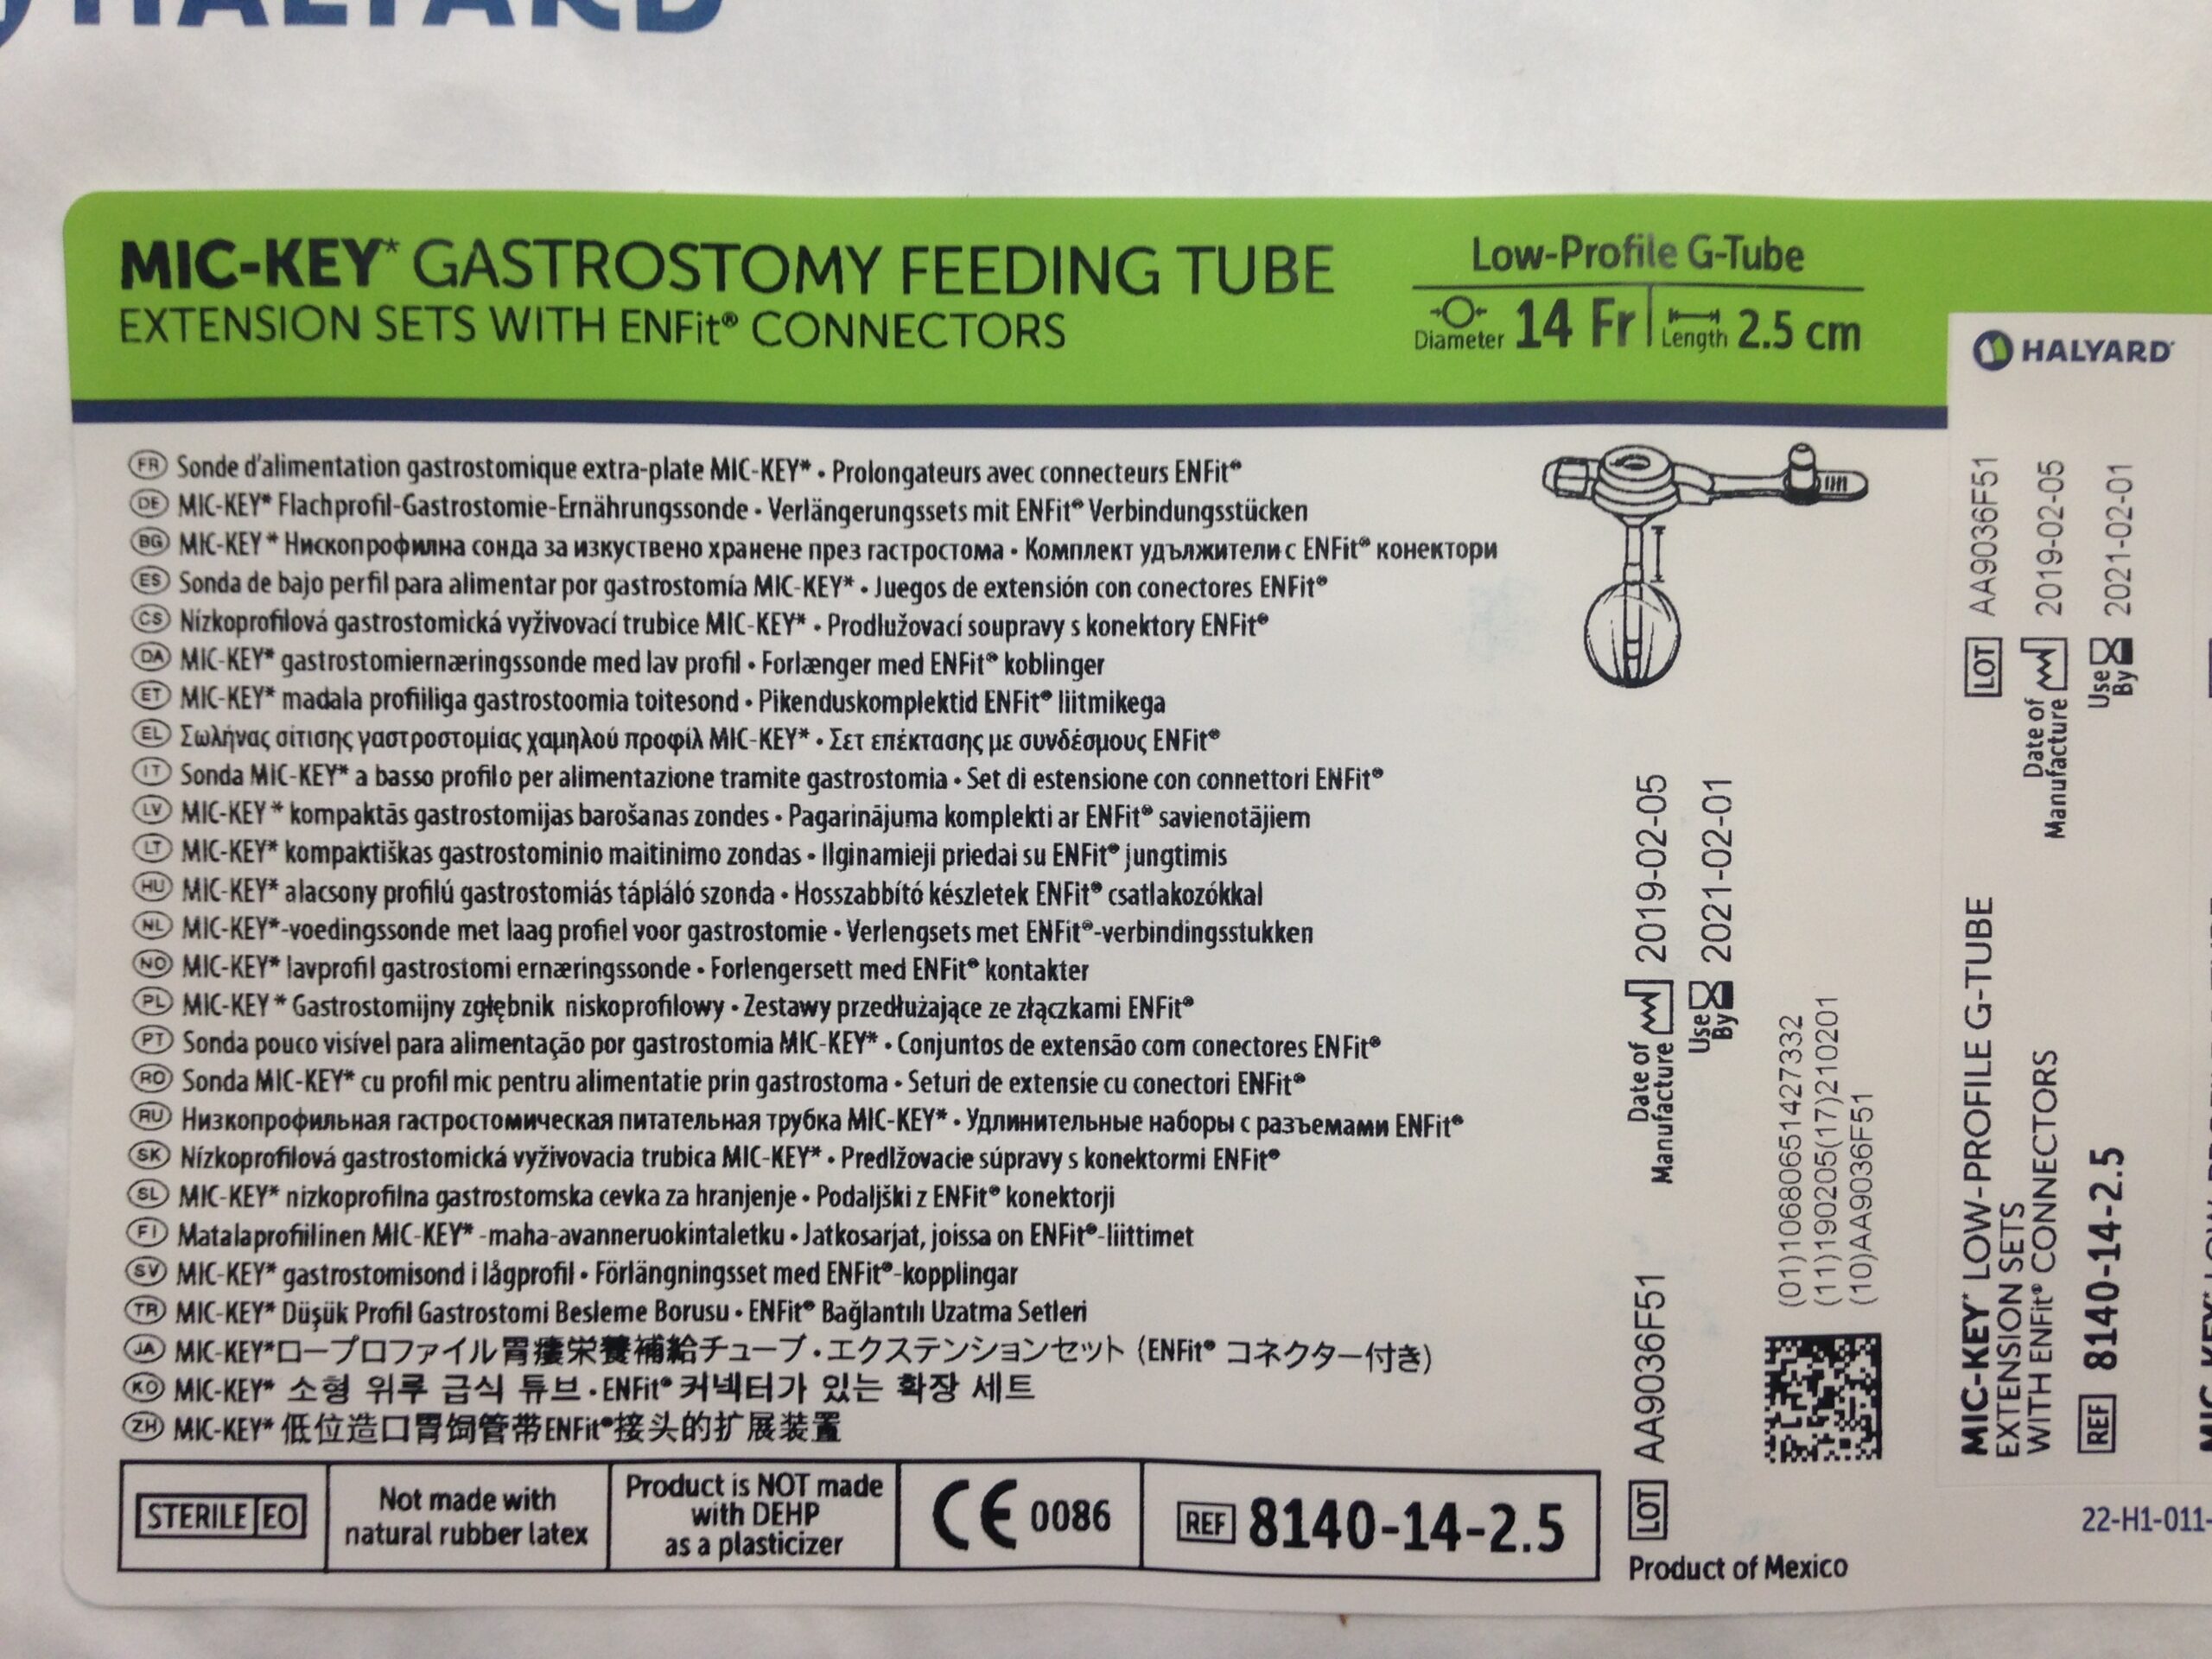 HALYARD
MIC-KEY* GASTROSTOMY FEEDING TUBE
EXTENSION SETS WITH ENFit® CONNECTORS
Low-Profile G-Tube
Diameter 14 Fr Length 2.5 cm
FR Sonde d'alimentation gastrostomique extra-plate MIC-KEY* • Prolongateurs avec connecteurs ENFit®
DE MIC-KEY* Flachprofil-Gastrostomie-Ernährungssonde • Verlängerungssets mit ENFit® Verbindungsstücken
BG MIC-KEY* Нископрофилна сонда за изкуствено хранене през гастростома • Комплект удължители с ENFit® конектори
ES Sonda de bajo perfil para alimentar por gastrostomía MIC-KEY* • Juegos de extensión con conectores ENFit®
CS Nízkoprofilová gastrostomická vyživovací trubice MIC-KEY* • Prodlužovací soupravy s konektory ENFit®
DA MIC-KEY* gastrostomiernæringssonde med lav profil • Forlænger med ENFit® koblinger
ET MIC-KEY* madala profiiliga gastrostoomia toitesond • Pikenduskomplektid ENFit® liitmikega
EL Σωλήνας σίτισης γαστροστομίας χαμηλού προφίλ MIC-KEY* • Σετ επέκτασης με συνδέσμους ENFit®
IT Sonda MIC-KEY* a basso profilo per alimentazione tramite gastrostomia • Set di estensione con connettori ENFit®
LV MIC-KEY* kompaktās gastrostomijas barošanas zondes • Pagarinājuma komplekti ar ENFit® savienotājiem
LT MIC-KEY* kompaktiškas gastrostominio maitinimo zondas • Ilginamieji priedai su ENFit® jungtimis
HU MIC-KEY* alacsony profilú gastrostomiás tápláló szonda • Hosszabbító készletek ENFit® csatlakozókkal
NL MIC-KEY*-voedingssonde met laag profiel voor gastrostomie • Verlengsets met ENFit®-verbindingsstukken
NO MIC-KEY* lavprofil gastrostomi ernæringssonde • Forlengersett med ENFit® kontakter
PL MIC-KEY* Gastrostomijny zgłębnik niskoprofilowy • Zestawy przedłużające ze złączkami ENFit®
PT Sonda pouco visível para alimentação por gastrostomia MIC-KEY* • Conjuntos de extensão com conectores ENFit®
RO Sonda MIC-KEY* cu profil mic pentru alimentatie prin gastrostoma • Seturi de extensie cu conectori ENFit®
RU Низкопрофильная гастростомическая питательная трубка MIC-KEY* • Удлинительные наборы с разъемами ENFit®
SK Nízkoprofilová gastrostomická vyživovacia trubica MIC-KEY* • Predlžovacie súpravy s konektormi ENFit®
SL MIC-KEY* nizkoprofilna gastrostomska cevka za hranjenje • Podaljški z ENFit® konektorji
FI Matalaprofiilinen MIC-KEY* -maha-avanneruokintaletku • Jatkosarjat, joissa on ENFit®-liittimet
SV MIC-KEY* gastrostomisond i lågprofil • Förlängningsset med ENFit®-kopplingar
TR MIC-KEY* Düşük Profil Gastrostomi Besleme Borusu • ENFit® Bağlantılı Uzatma Setleri
JA MIC-KEY*ロープロファイル胃瘻栄養補給チューブ・エクステンションセット (ENFit® コネクター付き)
KO MIC-KEY* 소형 위루 급식 튜브 • ENFit® 커넥터가 있는 확장 세트
ZH MIC-KEY* 低位造口胃饲管带ENFit®接头的扩展装置
STERILE EO
Not made with
natural rubber latex
Product is NOT made
with DEHP
as a plasticizer
CE 0086
REF 8140-14-2.5
LOT AA9036F51
Date of
Manufacture 2019-02-05
Use
By 2021-02-01
(01)10680651427332
(11)190205(17)210201
(10)AA9036F51
Product of Mexico
HALYARD
LOT AA9036F51
Date of
Manufacture 2019-02-05
Use
By 2021-02-01
MIC-KEY* LOW-PROFILE G-TUBE
EXTENSION SETS
WITH ENFit® CONNECTORS
REF 8140-14-2.5
22-H1-011-